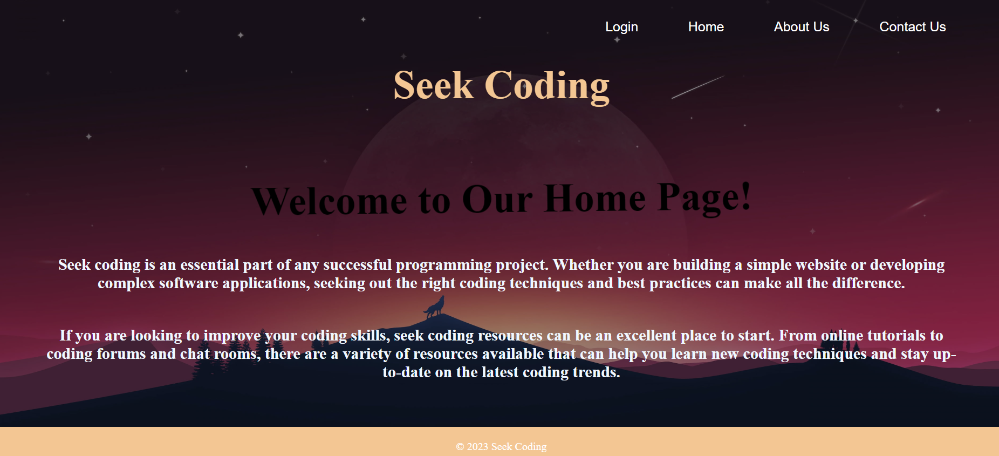 Login Home About Us Contact Us
Seek Coding
Welcome to Our Home Page!
Seek coding is an essential part of any successful programming project. Whether you are building a simple website or developing
complex software applications, seeking out the right coding techniques and best practices can make all the difference.
If you are looking to improve your coding skills, seek coding resources can be an excellent place to start. From online tutorials to
coding forums and chat rooms, there are a variety of resources available that can help you learn new coding techniques and stay up-
to-date on the latest coding trends.
© 2023 Seek Coding